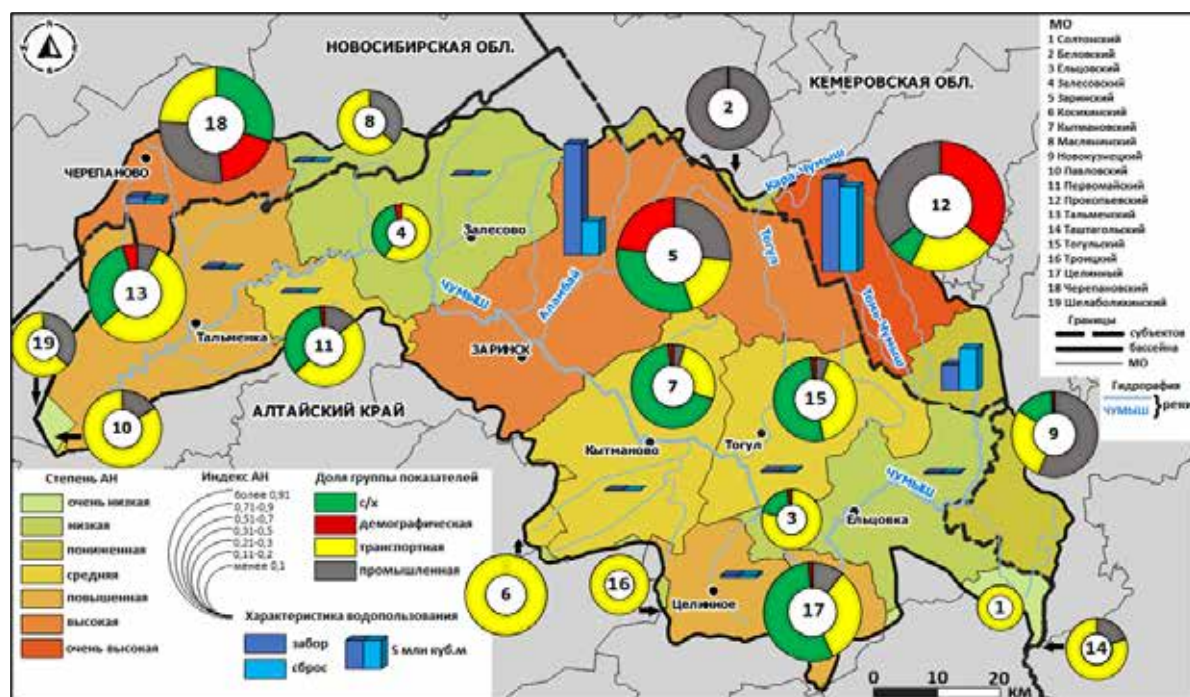 НОВОСИБИРСКАЯ ОБЛ.
КЕМЕРОВСКАЯ ОБЛ.
АЛТАЙСКИЙ КРАЙ
18
8
2
12
4
5
13
11
19
10
7
15
9
3
6
16
17
1
14
ЧЕРЕПАНОВО
Залесово
Тальменка
ЗАРИНСК
Кытманово
Тогул
Ельцовка
Целинное
ЧУМЫШ
Аламбай
Тогул
Кара-Чумыш
Томь-Чумыш
ЧУМЫШ
МО
1 Солтонский
2 Беловский
3 Ельцовский
4 Залесовский
5 Заринский
6 Косихинский
7 Кытмановский
8 Маслянинский
9 Новокузнецкий
10 Павловский
11 Первомайский
12 Прокопьевский
13 Тальменский
14 Таштагольский
15 Тогульский
16 Троицкий
17 Целинный
18 Черепановский
19 Шелаболихинский
Границы
субъектов
бассейна
МО
Гидрография
ЧУМЫШ } реки
Степень АН
очень низкая
низкая
пониженная
средняя
повышенная
высокая
очень высокая
Индекс АН
более 0,91
0,71-0,9
0,51-0,7
0,31-0,5
0,21-0,3
0,11-0,2
менее 0,1
Доля группы показателей
с/х
демографическая
транспортная
промышленная
Характеристика водопользования
забор
сброс
5 млн куб.м
0 10 20
КМ